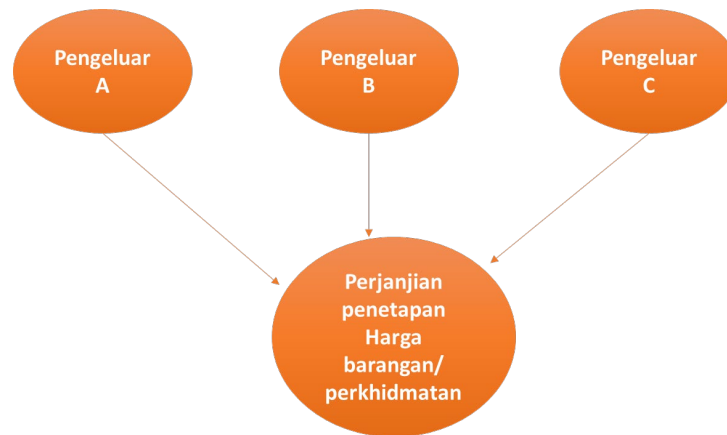 Pengeluar
A
Pengeluar
B
Pengeluar
C
Perjanjian
penetapan
Harga
barangan/
perkhidmatan